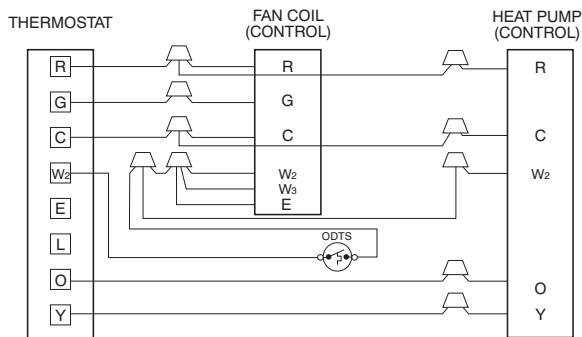 THERMOSTAT
FAN COIL
(CONTROL)
HEAT PUMP
(CONTROL)
R
R
R
G
G
C
C
C
W2
W2
W2
W3
E
E
L
ODTS
O
O
Y
Y